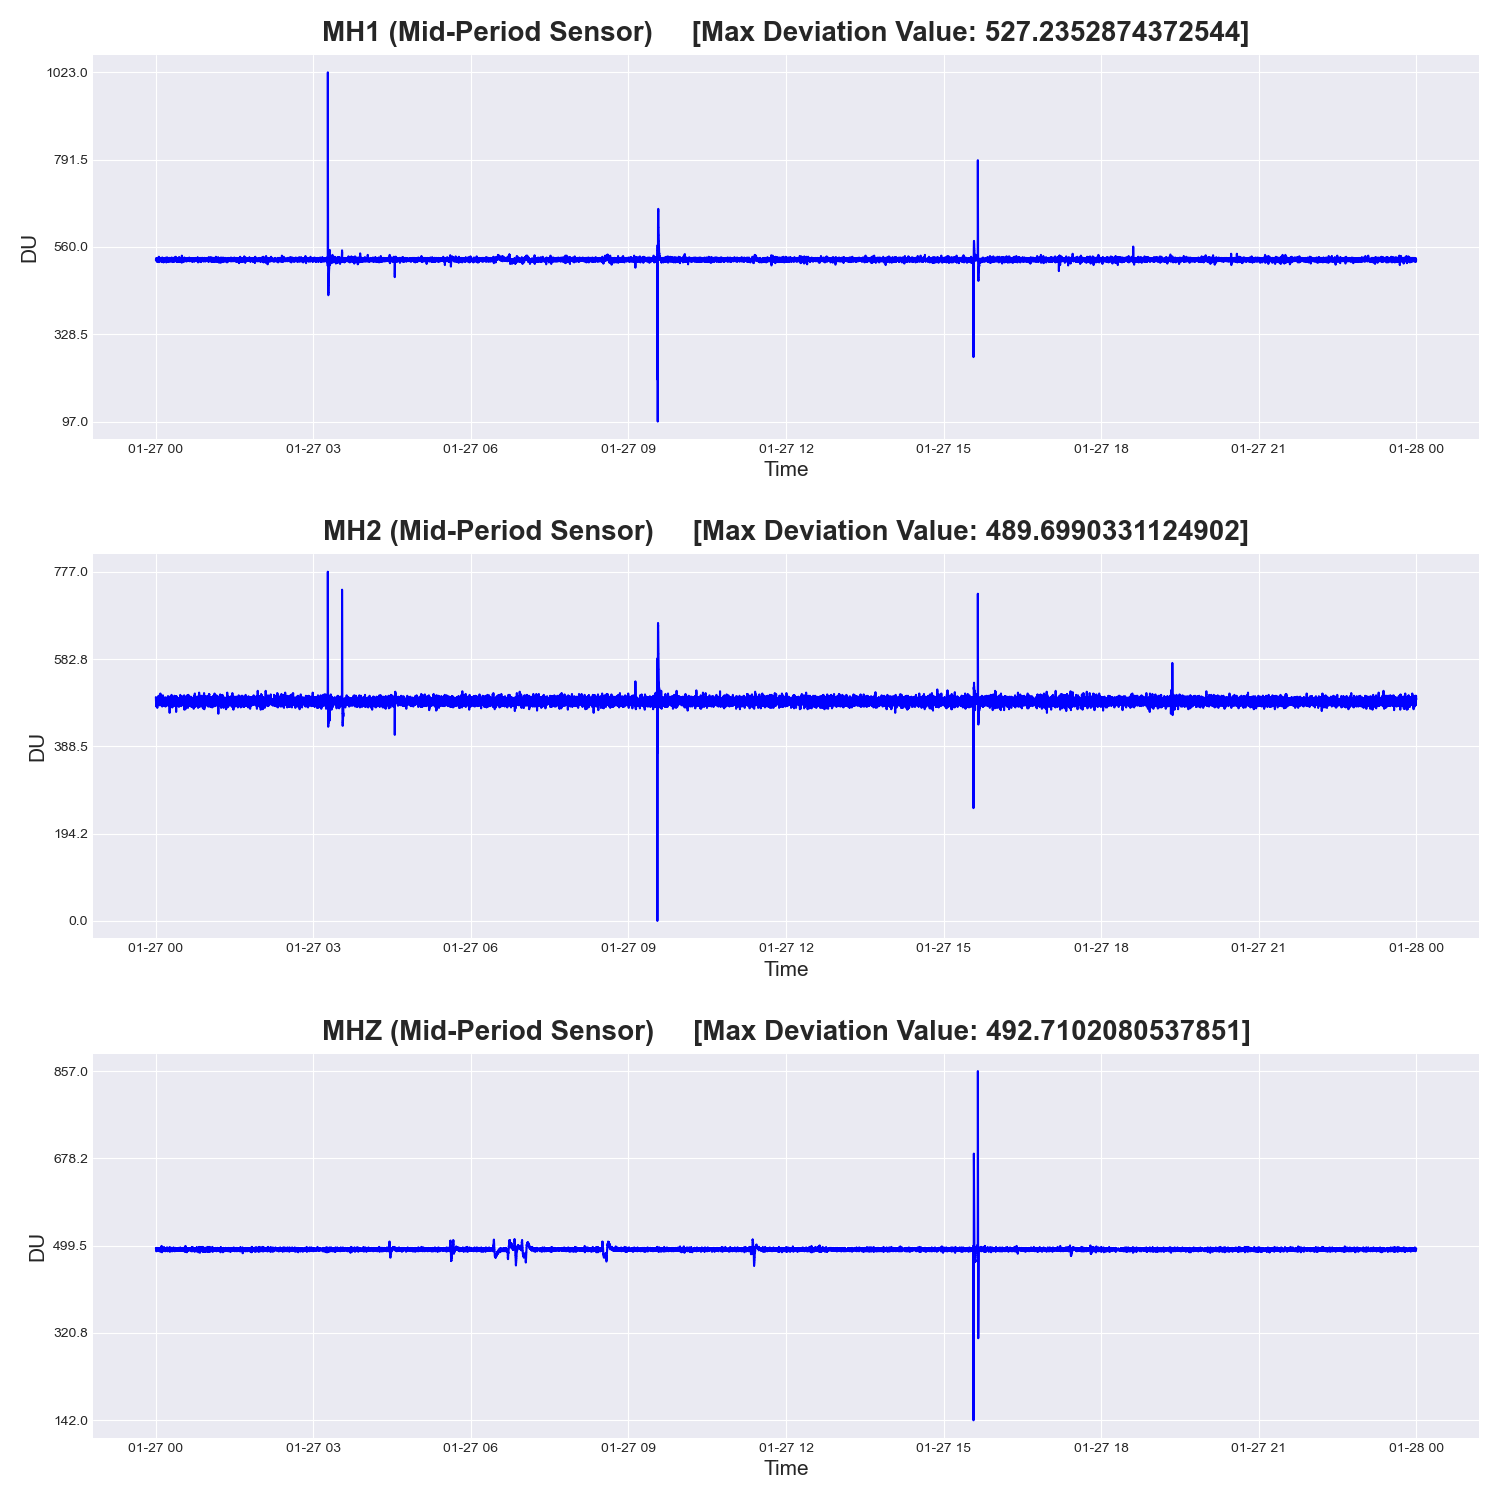 MH1 (Mid-Period Sensor) [Max Deviation Value: 527.2352874372544]
1023.0
791.5
560.0
328.5
97.0
DU
01-27 00 01-27 03 01-27 06 01-27 09 01-27 12 01-27 15 01-27 18 01-27 21 01-28 00
Time
MH2 (Mid-Period Sensor) [Max Deviation Value: 489.6990331124902]
777.0
582.8
388.5
194.2
0.0
DU
01-27 00 01-27 03 01-27 06 01-27 09 01-27 12 01-27 15 01-27 18 01-27 21 01-28 00
Time
MHZ (Mid-Period Sensor) [Max Deviation Value: 492.7102080537851]
857.0
678.2
499.5
320.8
142.0
DU
01-27 00 01-27 03 01-27 06 01-27 09 01-27 12 01-27 15 01-27 18 01-27 21 01-28 00
Time